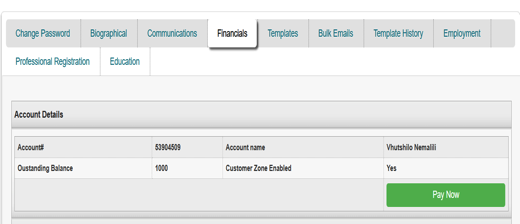 Change Password Biographical Communications Financials Templates Bulk Emails Template History Employment
Professional Registration Education
Account Details
Account# 53904509 Account name Vhutshilo Nemalili
Oustanding Balance 1000 Customer Zone Enabled Yes
Pay Now